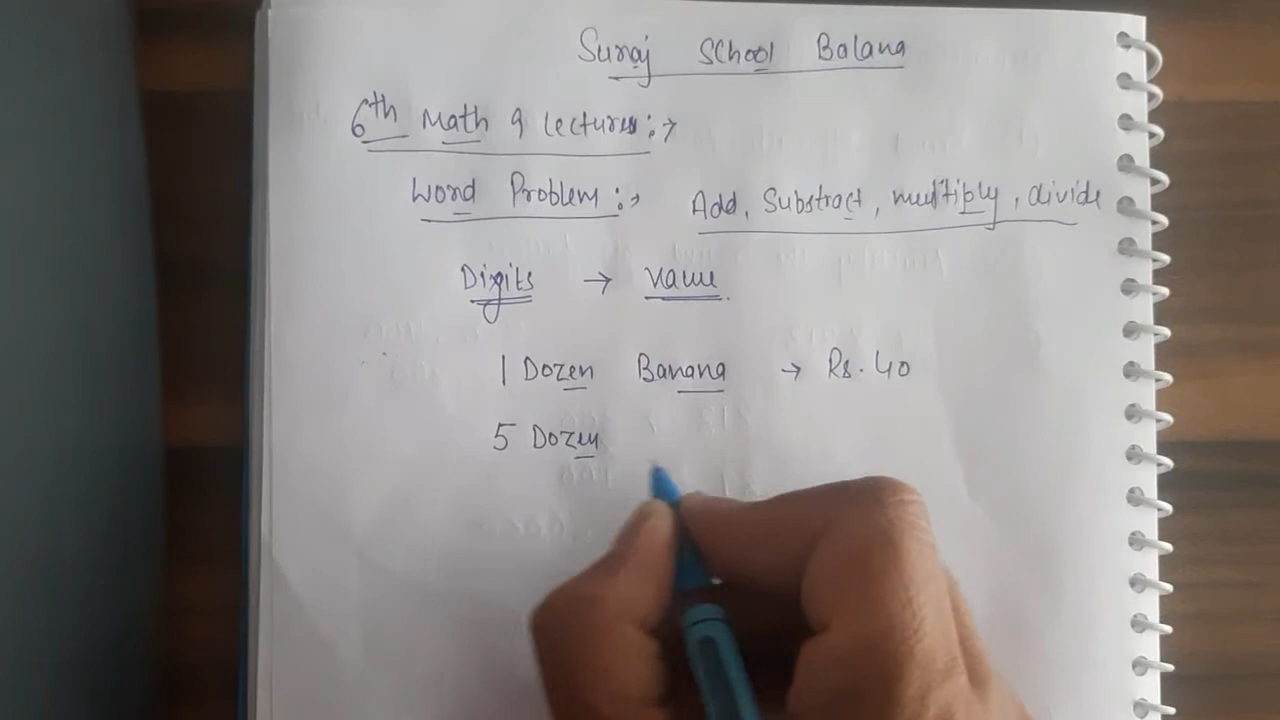 Suraj School Balana
6th Math 9 lectures:→
Word Problem:→ Add, Substract, multiply, divide
Digits → Value.
1 Dozen Banana → Rs. 40
5 Dozen